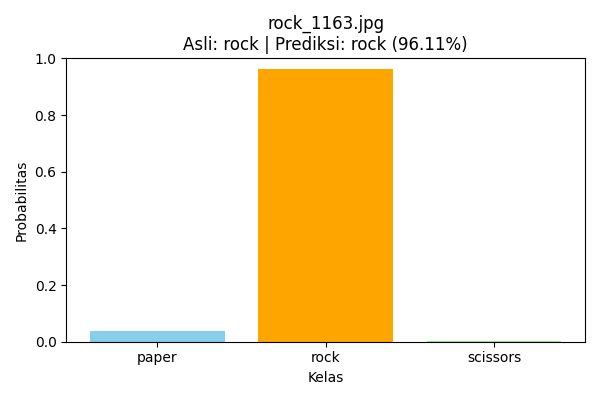 rock_1163.jpg
Asli: rock | Prediksi: rock (96.11%)
1.0
0.8
0.6
0.4
0.2
0.0
Probabilitas
paper rock scissors
Kelas